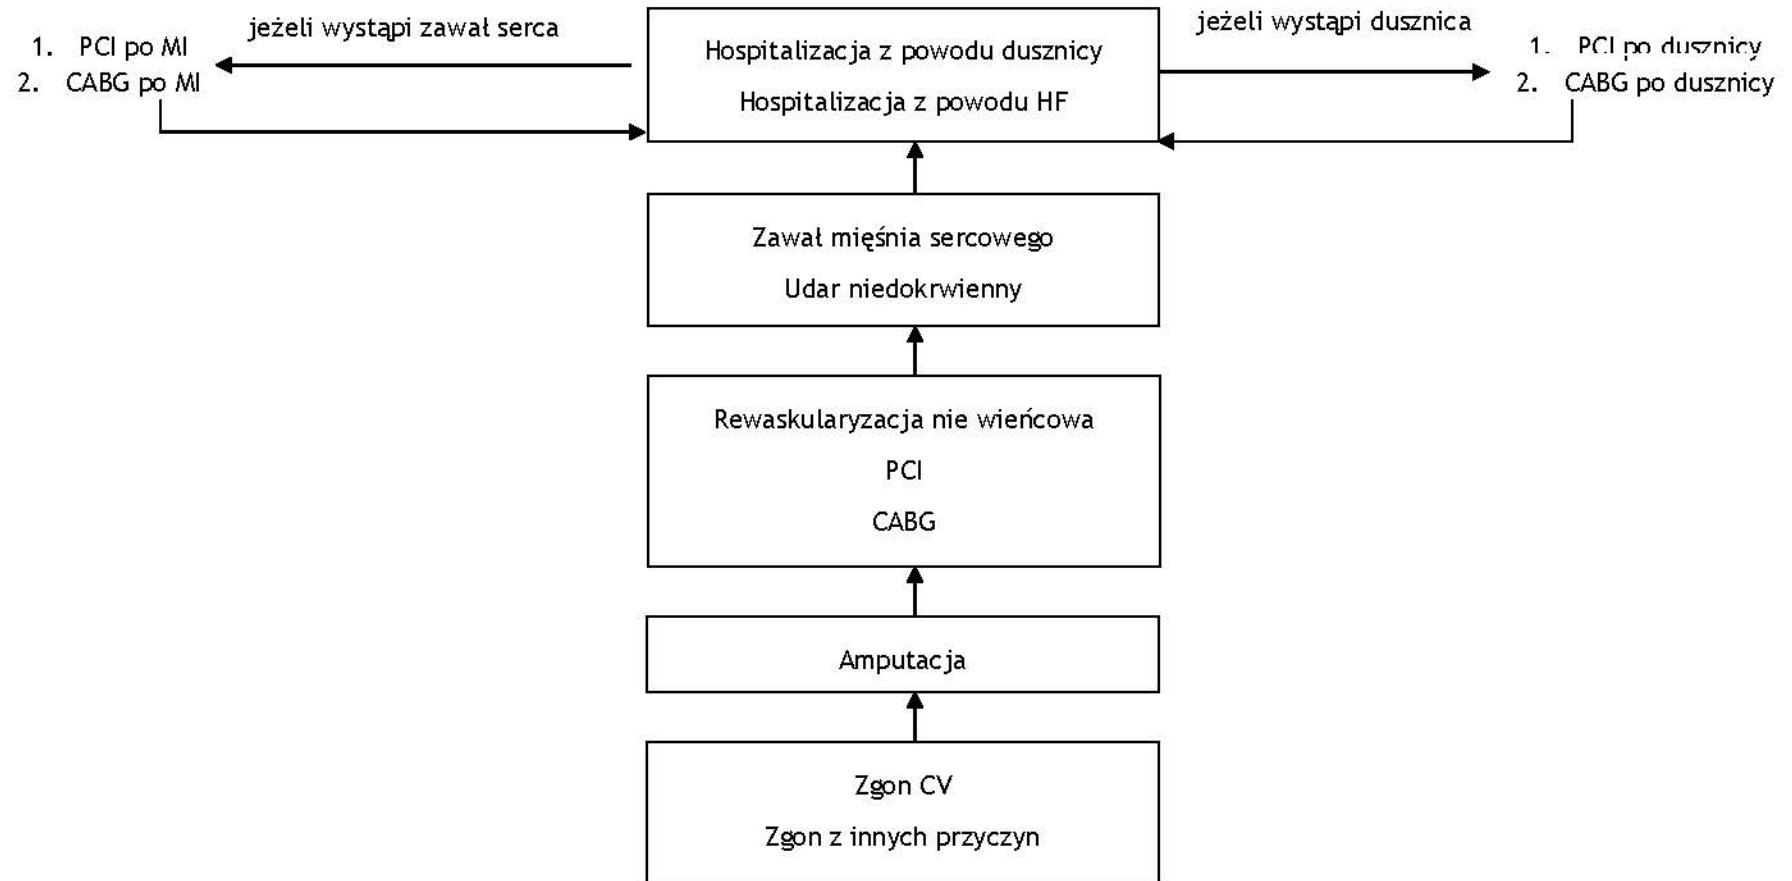 jeżeli wystąpi zawał serca
1. PCI po MI
2. CABG po MI
Hospitalizacja z powodu dusznicy
Hospitalizacja z powodu HF
jeżeli wystąpi dusznica
1. PCI po dusznicy
2. CABG po dusznicy
Zawał mięśnia sercowego
Udar niedokrwienny
Rewaskularyzacja nie wieńcowa
PCI
CABG
Amputacja
Zgon CV
Zgon z innych przyczyn